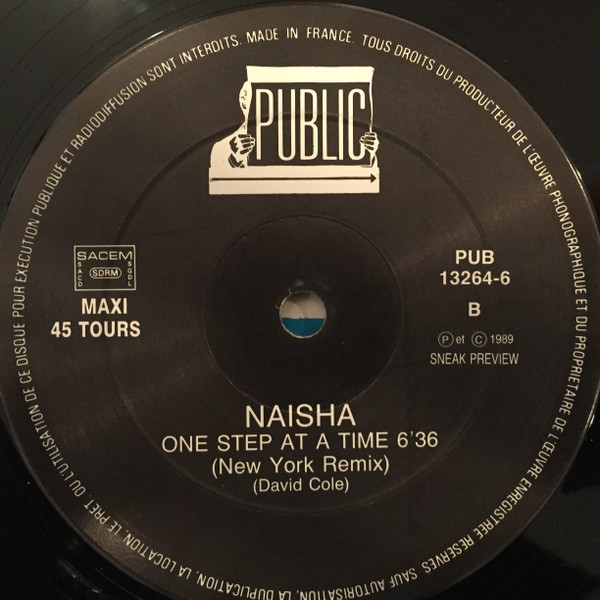 MADE IN FRANCE. TOUS DROITS DU PRODUCTEUR DE L'ŒUVRE PHONOGRAPHIQUE ET DU PROPRIETAIRE DE L'ŒUVRE ENREGISTREE RESERVES SAUF AUTORISATION, LA DUPLICATION, LA LOCATION, LE PRET, OU L'UTILISATION DE CE DISQUE POUR EXECUTION PUBLIQUE ET RADIODIFFUSION SONT INTERDITS.
PUBLIC
SACEM
SACD
SDRM
SGDL
MAXI
45 TOURS
PUB
13264-6
B
Ⓟ et © 1989
SNEAK PREVIEW
NAISHA
ONE STEP AT A TIME 6'36
(New York Remix)
(David Cole)